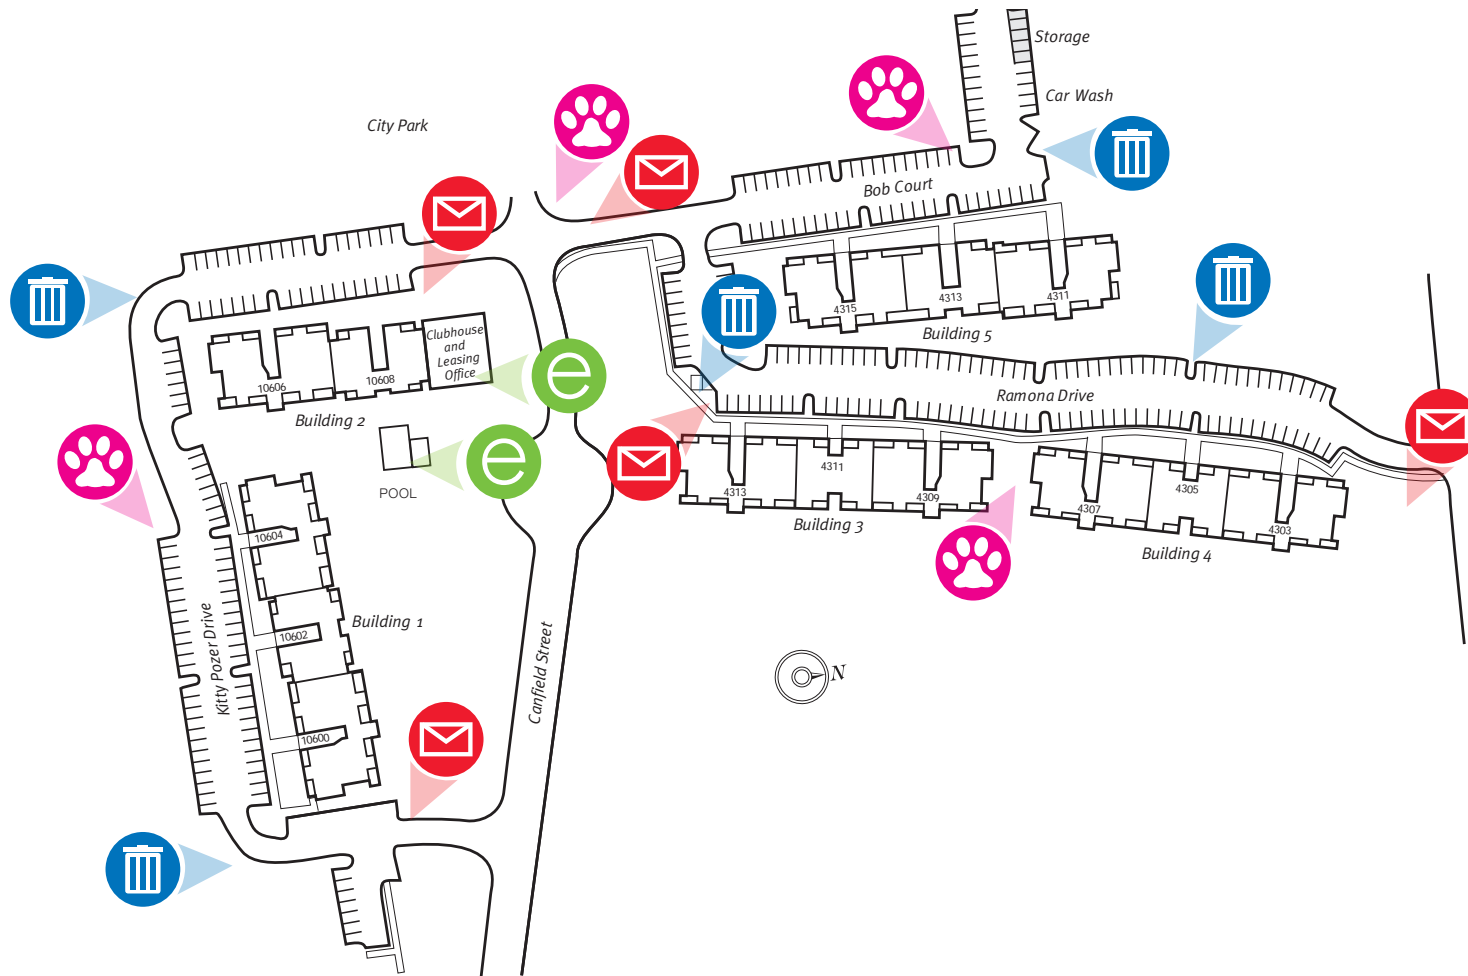 Storage
Car Wash
City Park
Bob Court
4315
4313
4311
Building 5
Clubhouse
and
Leasing
Office
10606
10608
Building 2
Ramona Drive
e
e
POOL
4313
4311
4309
Building 3
4307
4305
4303
Building 4
10604
10602
10600
Building 1
Kitty Pozer Drive
Canfield Street
N